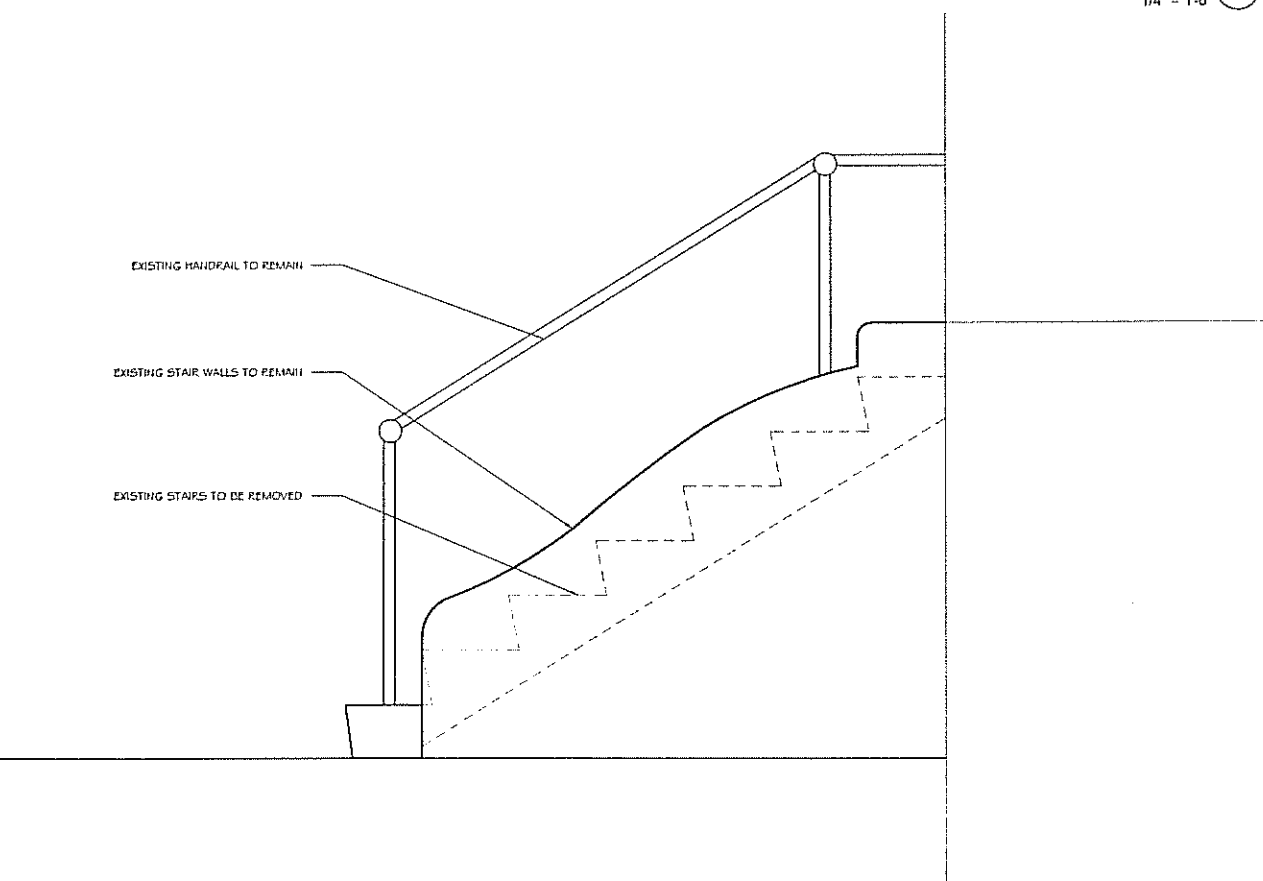 EXISTING HANDRAIL TO REMAIN
EXISTING STAIR WALLS TO REMAIN
EXISTING STAIRS TO BE REMOVED